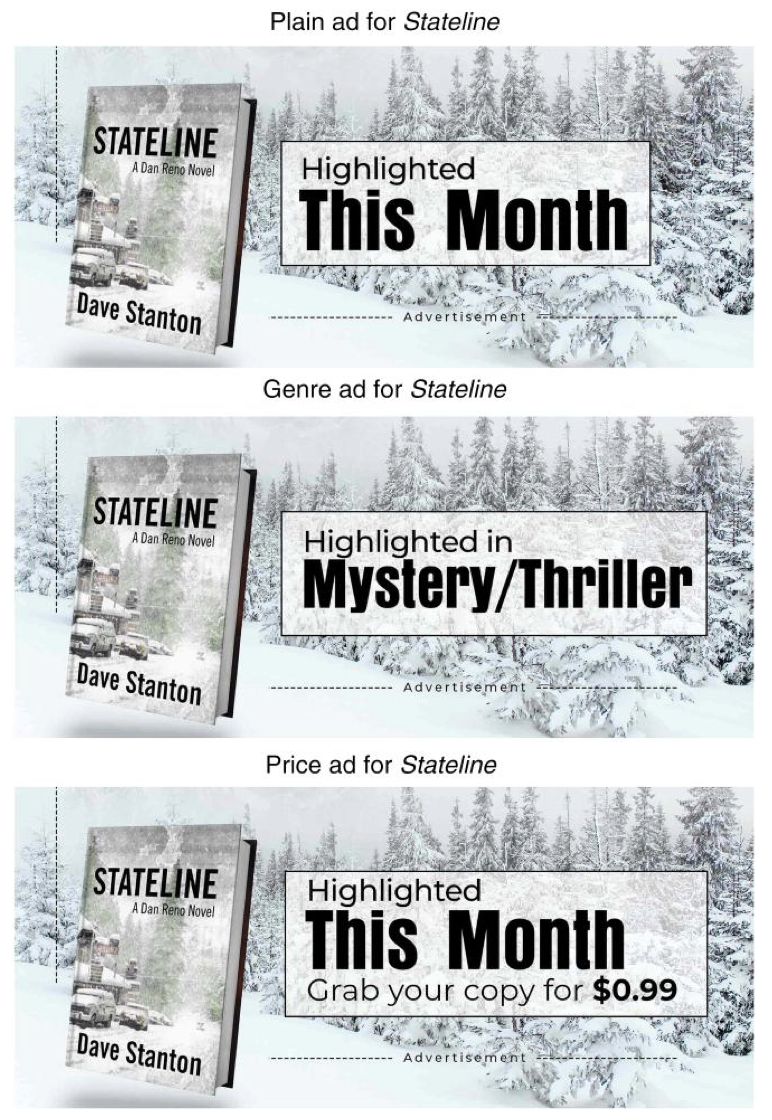 Plain ad for Stateline
STATELINE
A Dan Reno Novel
Dave Stanton
Highlighted
This Month
Advertisement
Genre ad for Stateline
STATELINE
A Dan Reno Novel
Dave Stanton
Highlighted in
Mystery/Thriller
Advertisement
Price ad for Stateline
STATELINE
A Dan Reno Novel
Dave Stanton
Highlighted
This Month
Grab your copy for $0.99
Advertisement